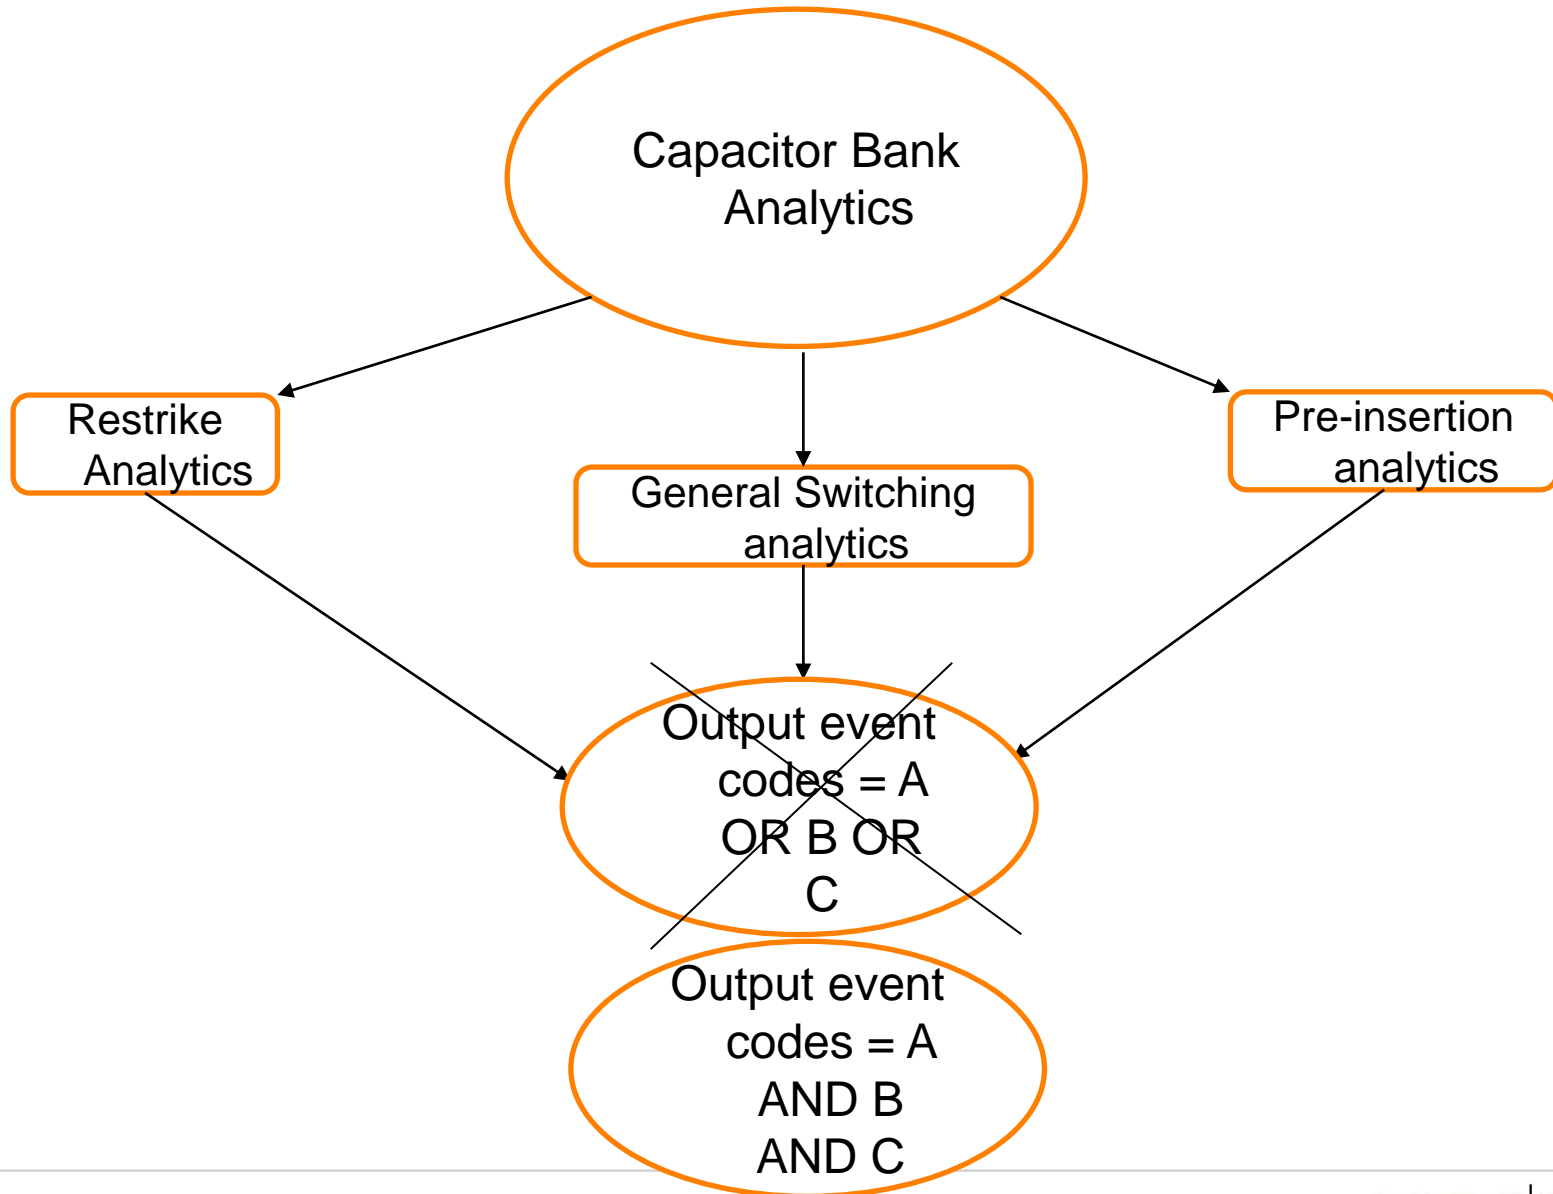 Capacitor Bank
Analytics
Restrike
Analytics
General Switching
analytics
Pre-insertion
analytics
Output event
codes = A
OR B OR
C
Output event
codes = A
AND B
AND C